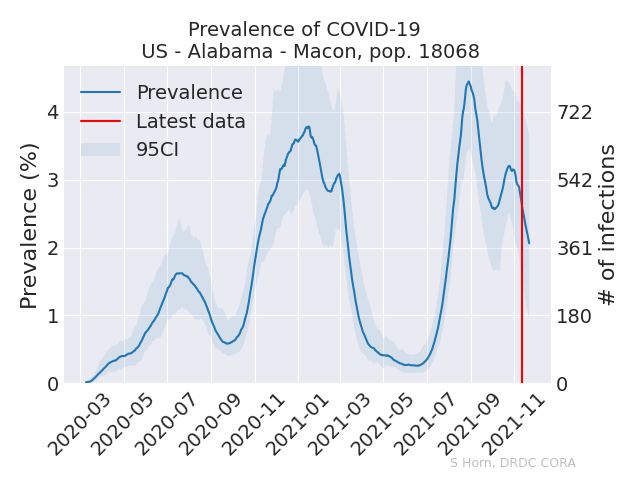 Prevalence of COVID-19
US - Alabama - Macon, pop. 18068
Prevalence
Latest data
95CI
Prevalence (%)
4
3
2
1
0
722
542
361
180
0
# of infections
2020-03
2020-05
2020-07
2020-09
2020-11
2021-01
2021-03
2021-05
2021-07
2021-09
2021-11
S Horn, DRDC CORA